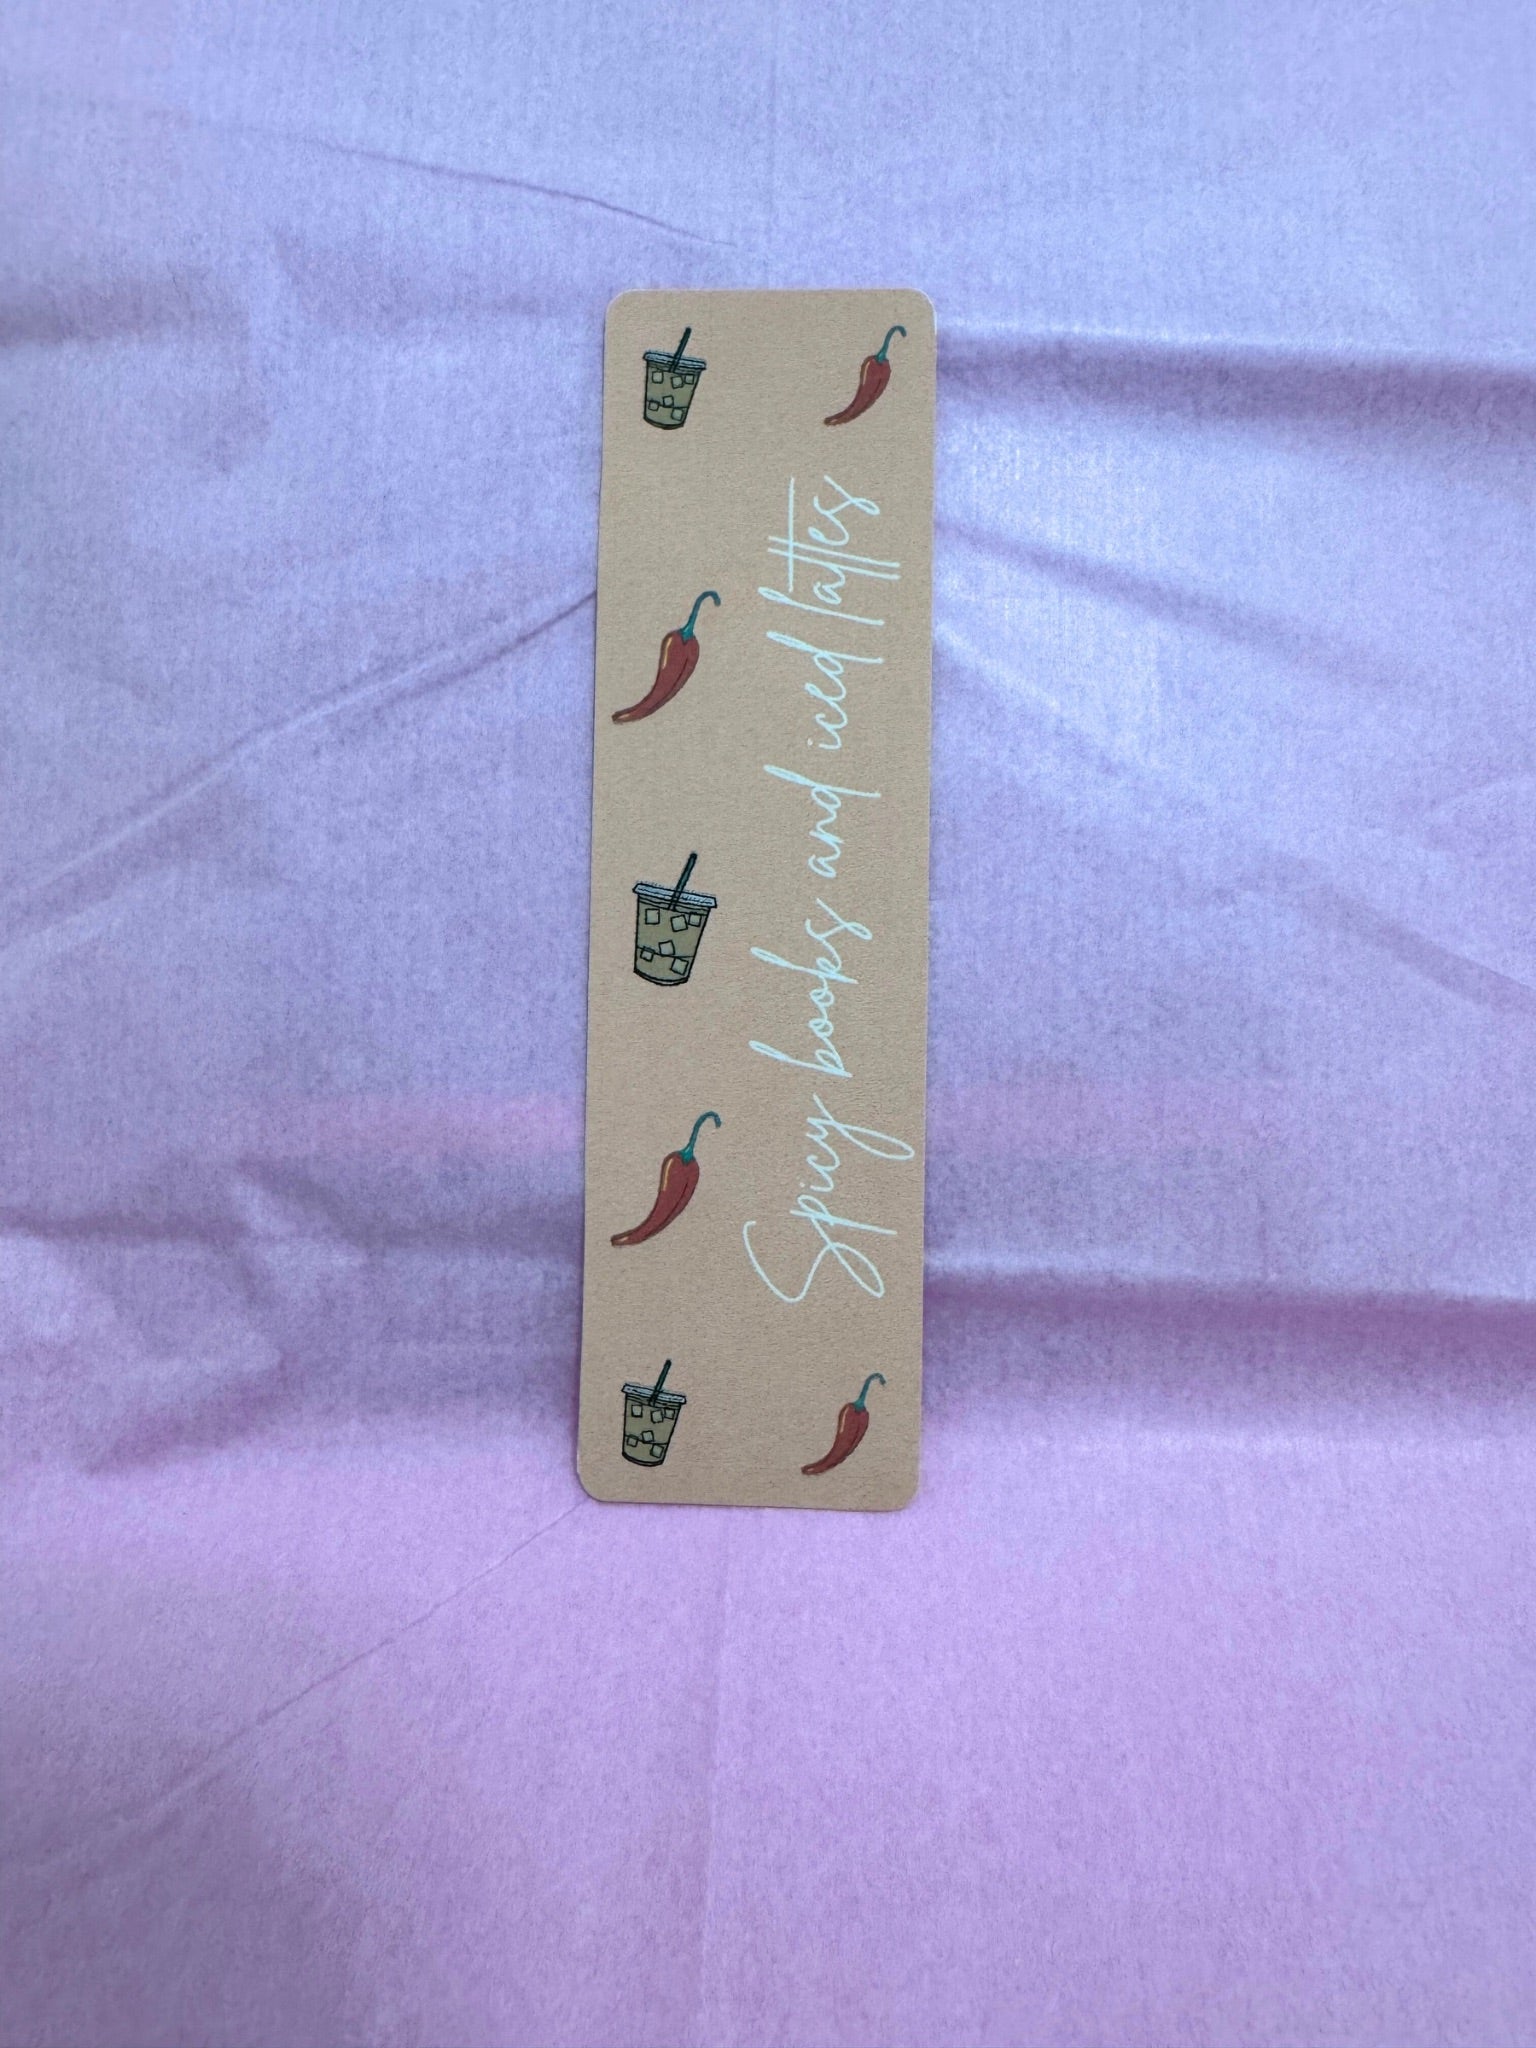 Spicy books and iced lattes